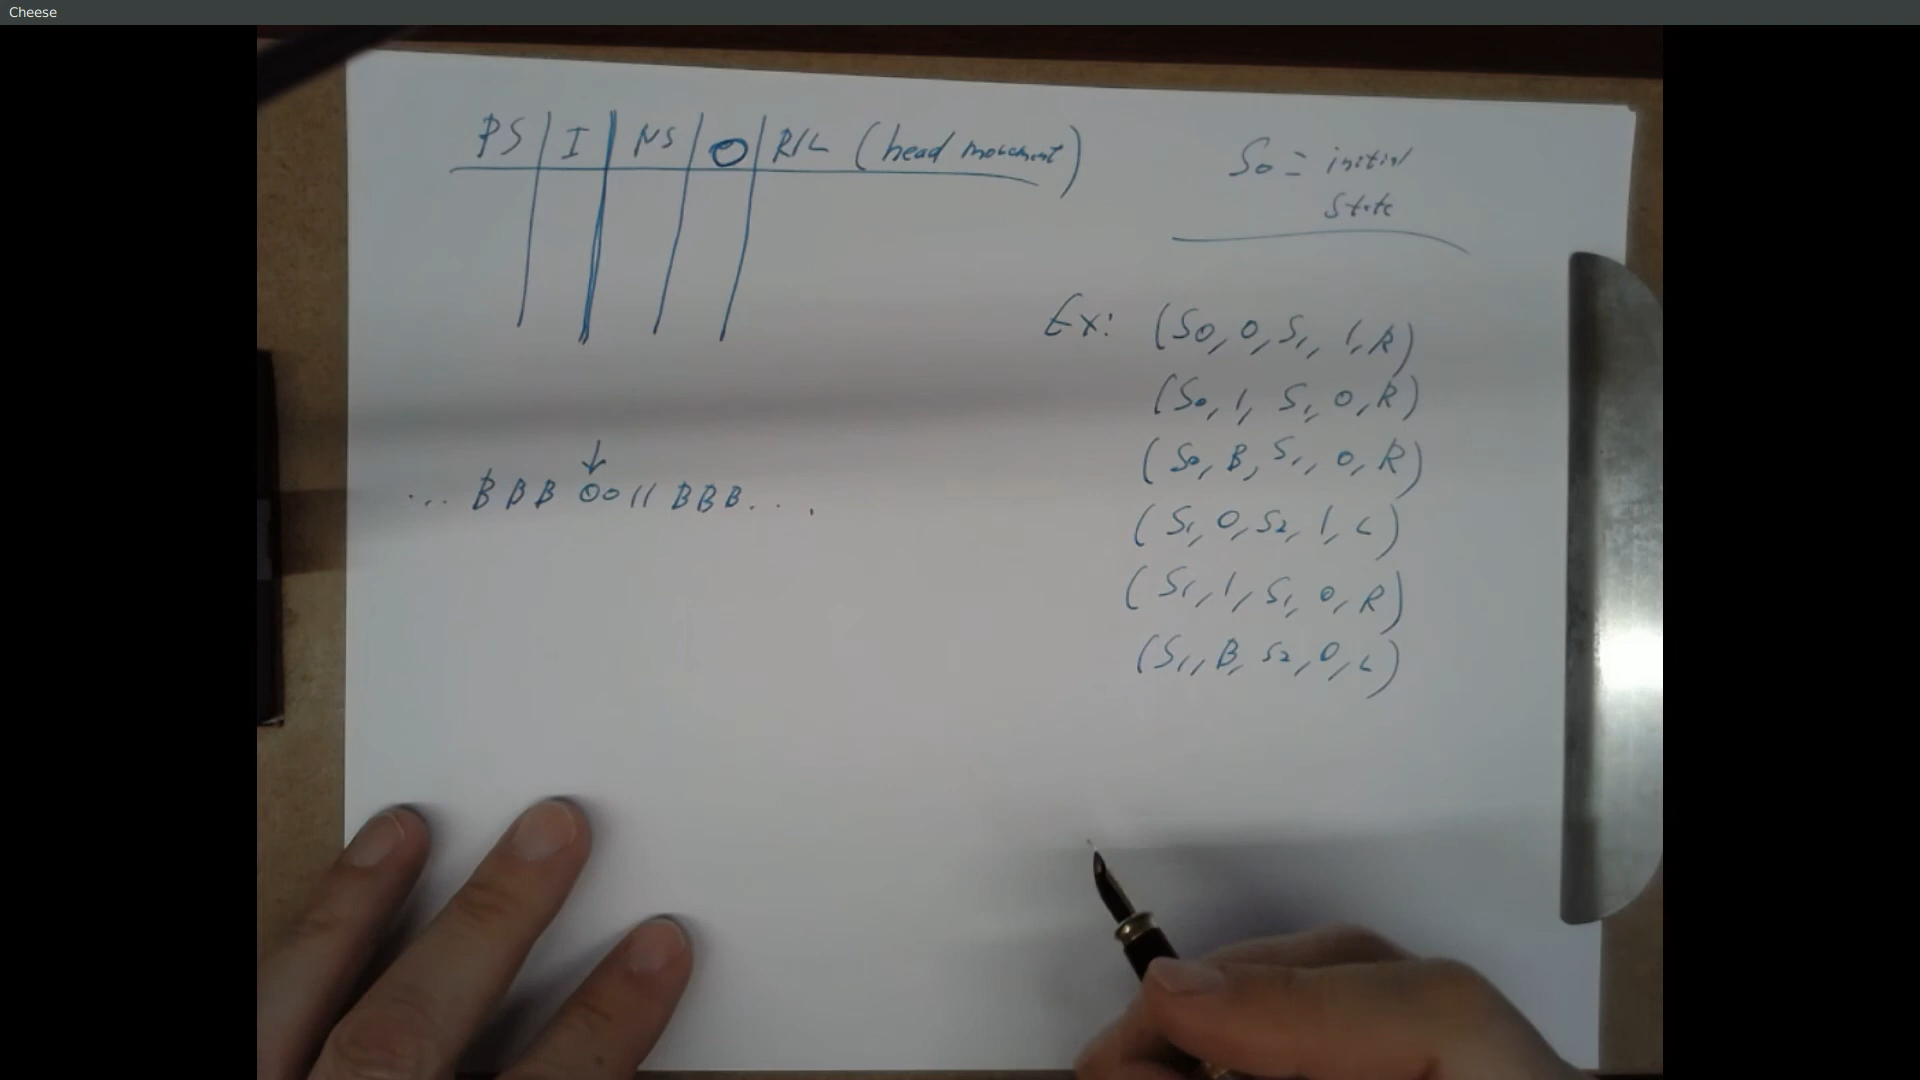 Cheese
PS I NS O R/L (head movement)
S0 = initial
state
Ex: (S0, 0, S1, 1, R)
(S0, 1, S1, 0, R)
(S0, B, S1, 0, R)
(S1, 0, S2, 1, L)
(S1, 1, S1, 0, R)
(S1, B, S2, 0, L)
... B B B 0 0 1 1 B B B ...